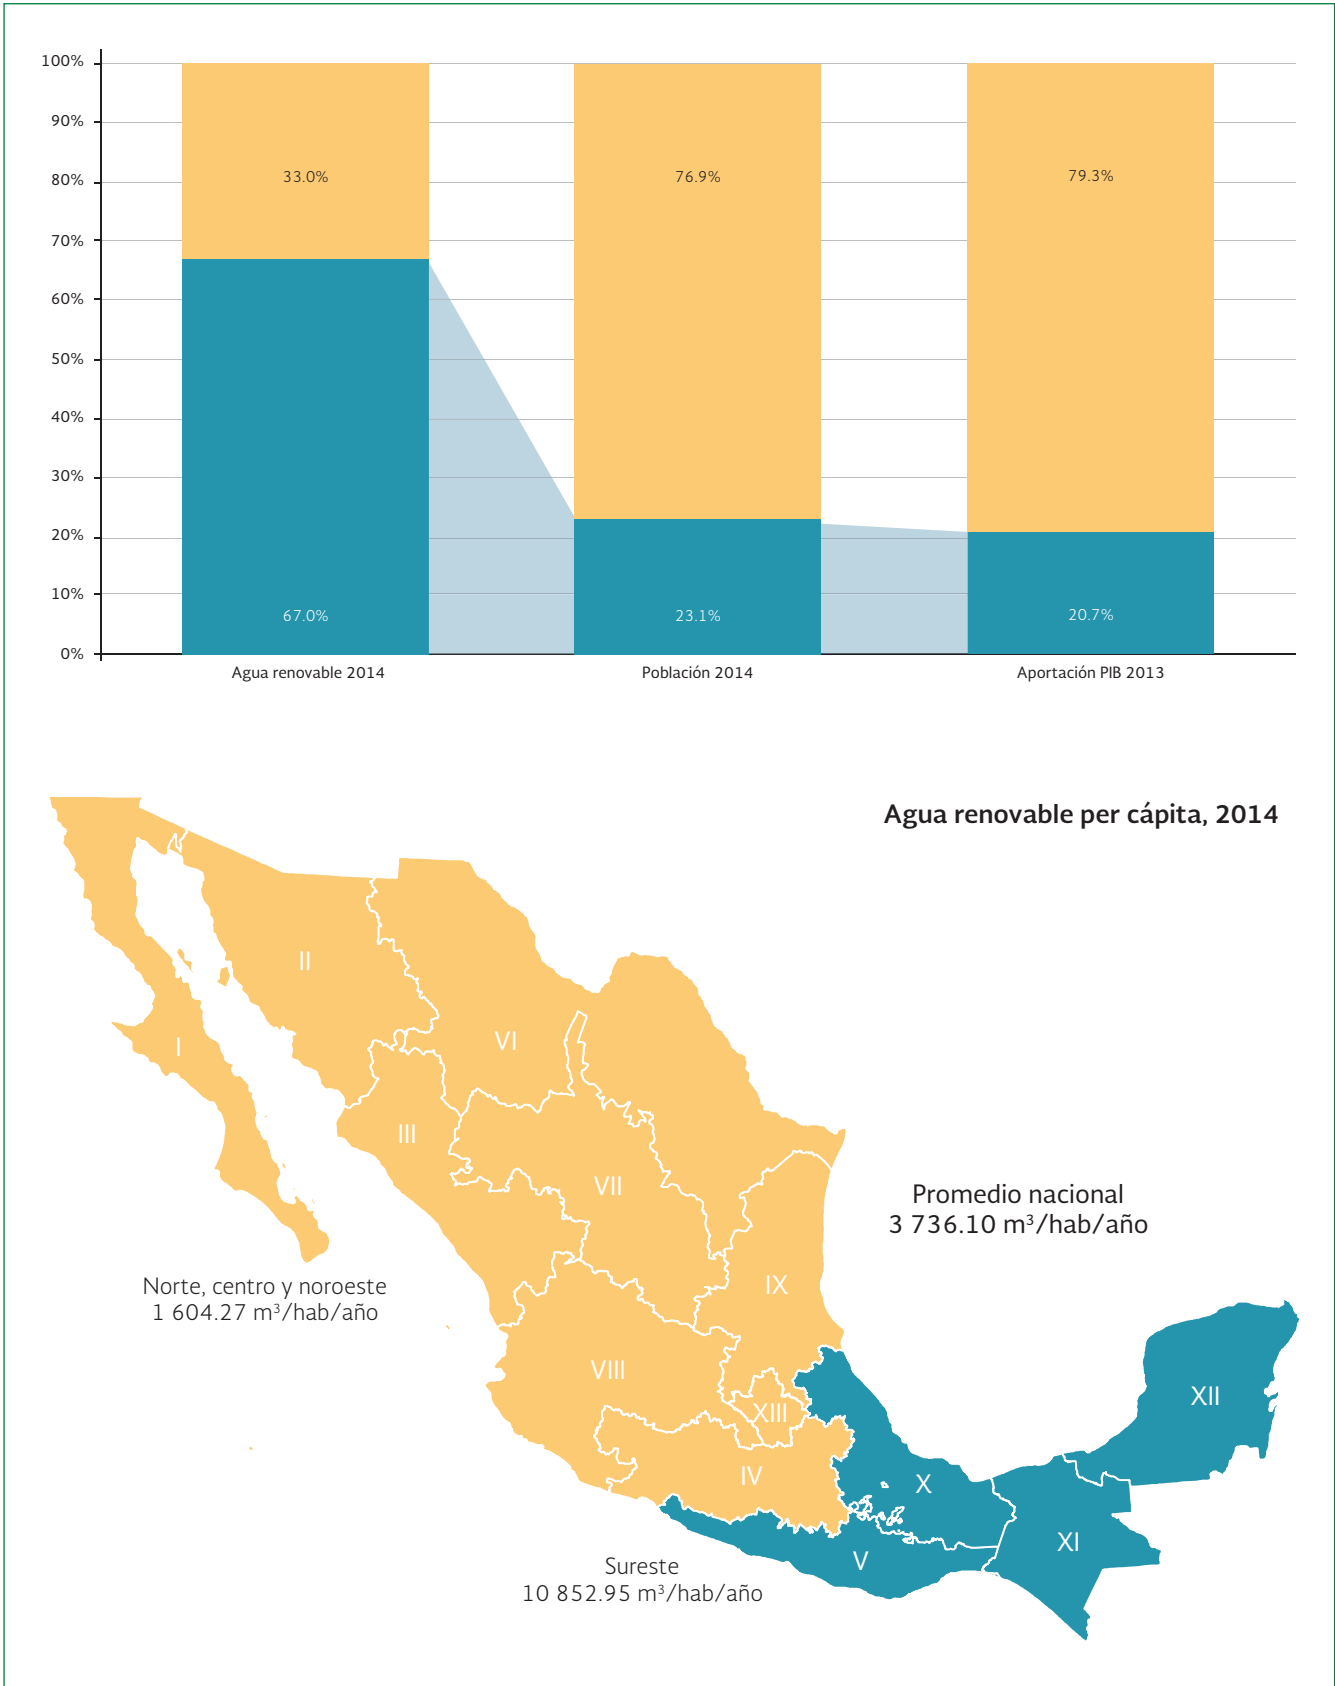 100%
90%
80%
70%
60%
50%
40%
30%
20%
10%
0%
33.0%
76.9%
79.3%
67.0%
23.1%
20.7%
Agua renovable 2014
Población 2014
Aportación PIB 2013
Agua renovable per cápita, 2014
II
I
VI
III
VII
Promedio nacional
3 736.10 m³/hab/año
IX
Norte, centro y noroeste
1 604.27 m³/hab/año
VIII
XII
XIII
IV
X
XI
V
Sureste
10 852.95 m³/hab/año